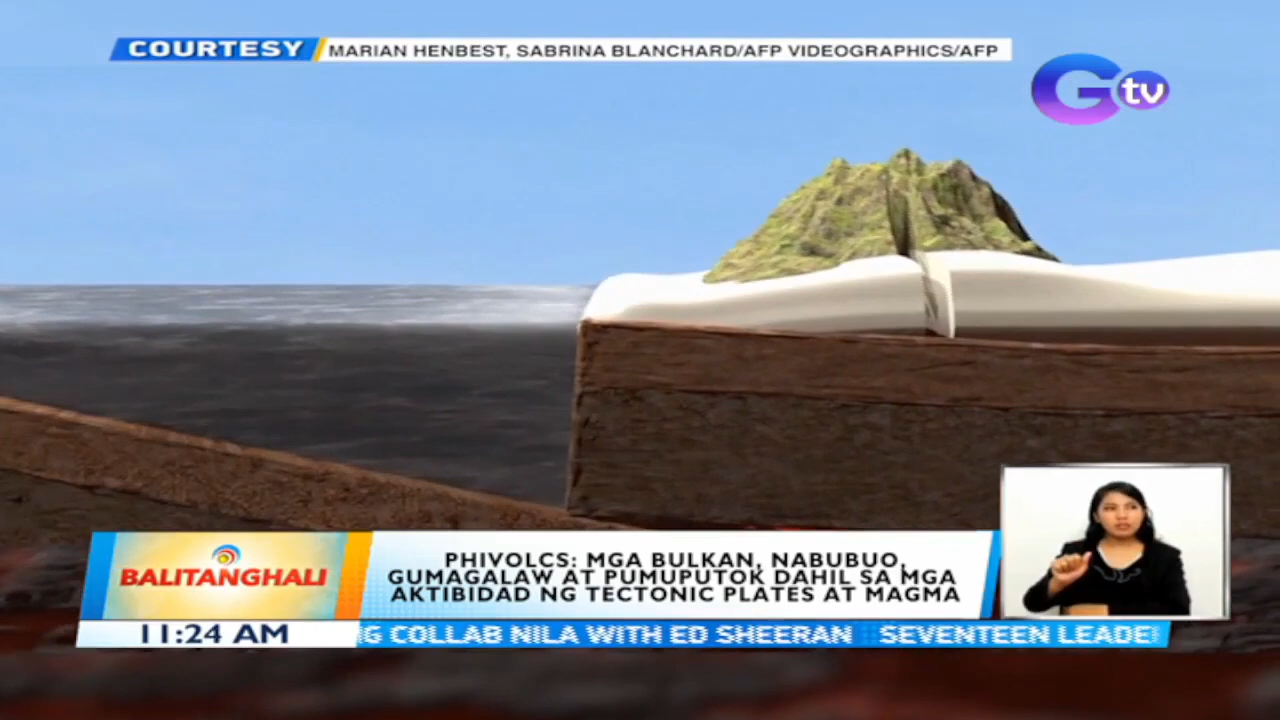 COURTESY
MARIAN HENBEST, SABRINA BLANCHARD/AFP VIDEOGRAPHICS/AFP
G tv
PHIVOLCS: MGA BULKAN, NABUBUO,
GUMAGALAW AT PUMUPUTOK DAHIL SA MGA
AKTIBIDAD NG TECTONIC PLATES AT MAGMA
BALITANGHALI
11:24 AM
G COLLAB NILA WITH ED SHEERAN SEVENTEEN LEADE